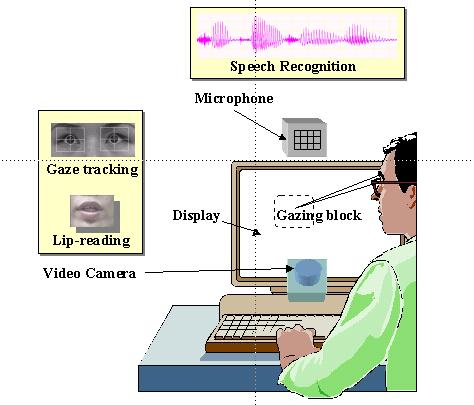 Speech Recognition
Microphone
Gaze tracking
Lip-reading
Display
Gazing block
Video Camera